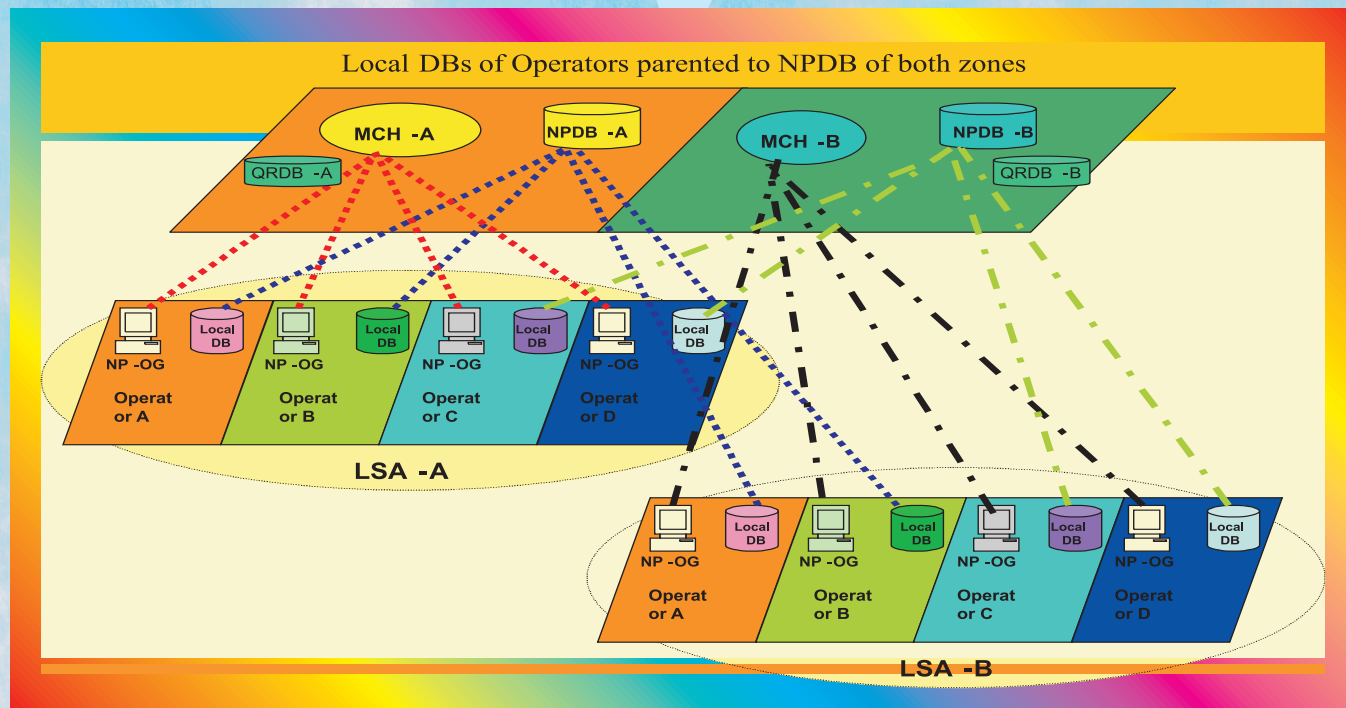 Local DBs of Operators parented to NPDB of both zones
MCH -A
NPDB -A
MCH -B
NPDB -B
QRDB -A
QRDB -B
Local
DB
Local
DB
Local
DB
Local
DB
NP -OG
NP -OG
NP -OG
NP -OG
Operat
or A
Operat
or B
Operat
or C
Operat
or D
LSA -A
Local
DB
Local
DB
Local
DB
Local
DB
NP -OG
NP -OG
NP -OG
NP -OG
Operat
or A
Operat
or B
Operat
or C
Operat
or D
LSA -B